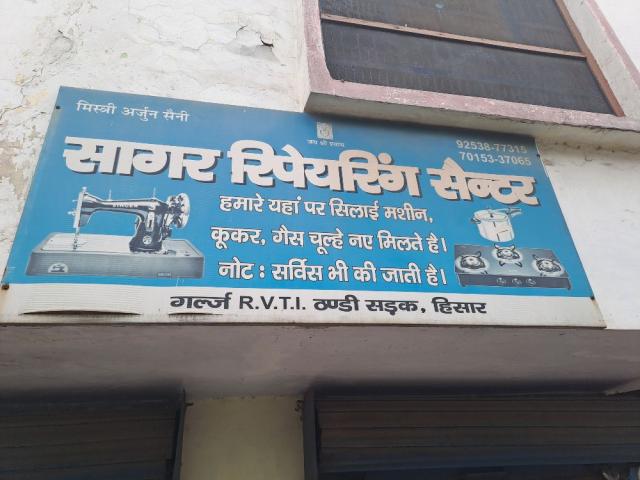 मिस्त्री अर्जुन सैनी
जय श्री श्याम
92538-77315
70153-37065
सागर रिपेयरिंग सैन्टर
हमारे यहां पर सिलाई मशीन,
कूकर, गैस चूल्हे नए मिलते है।
नोट : सर्विस भी की जाती है।
गर्ल्ज R.V.T.I. ठण्डी सड़क, हिसार